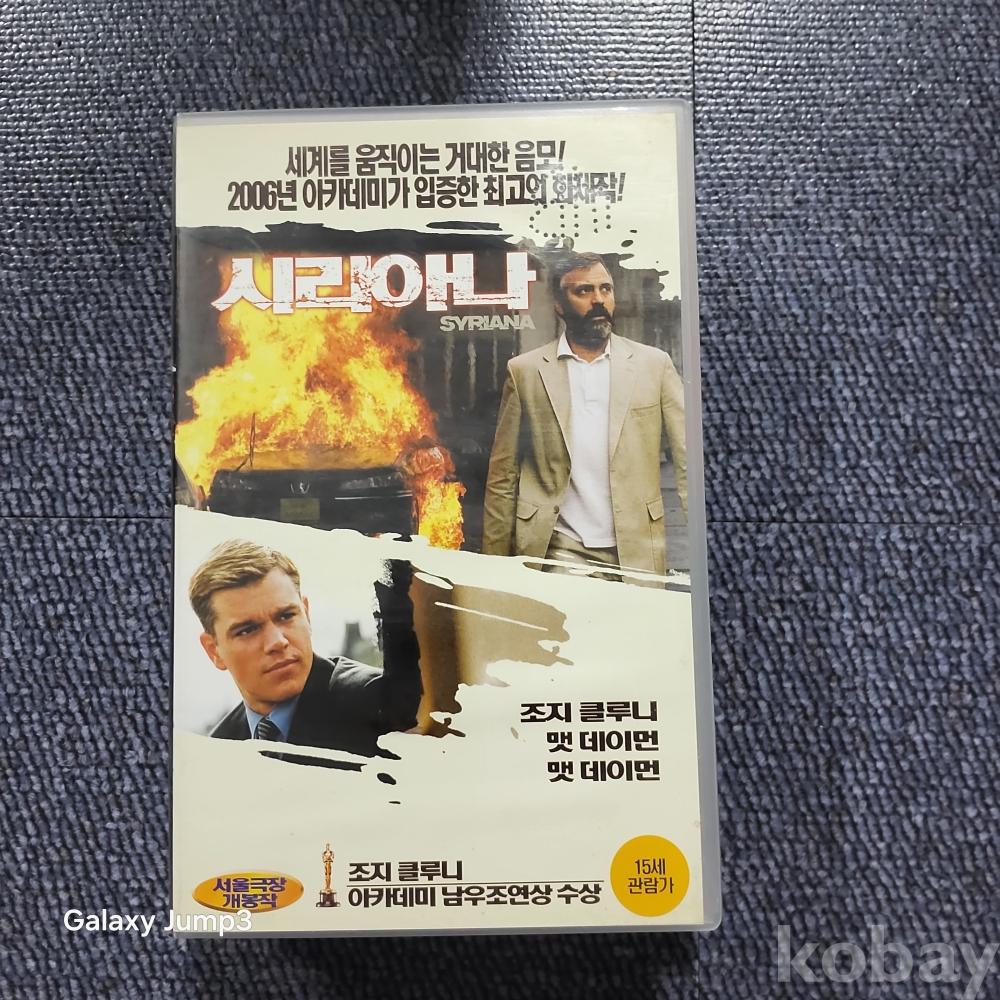 세계를 움직이는 거대한 음모!
2006년 아카데미가 입증한 최고의 화제작!
시리아나
SYRIANA
조지 클루니
맷 데이먼
맷 데이먼
서울극장
개봉작
조지 클루니
아카데미 남우조연상 수상
15세
관람가
Galaxy Jump3
kobay